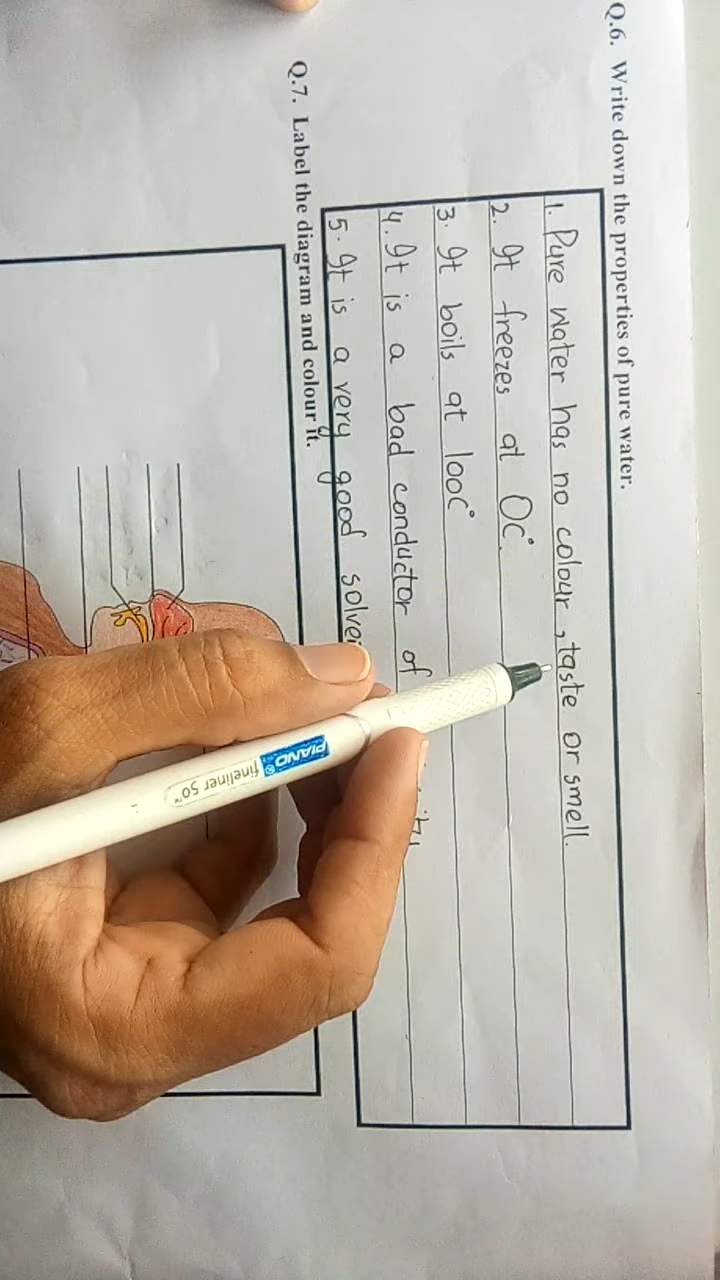 Q.6. Write down the properties of pure water.
1. Pure water has no colour, taste or smell.
2. It freezes at 0C°.
3. It boils at 100C°
4. It is a bad conductor of
5. It is a very good
Q.7. Label the diagram and colour it.
PIANO® fineliner 50™